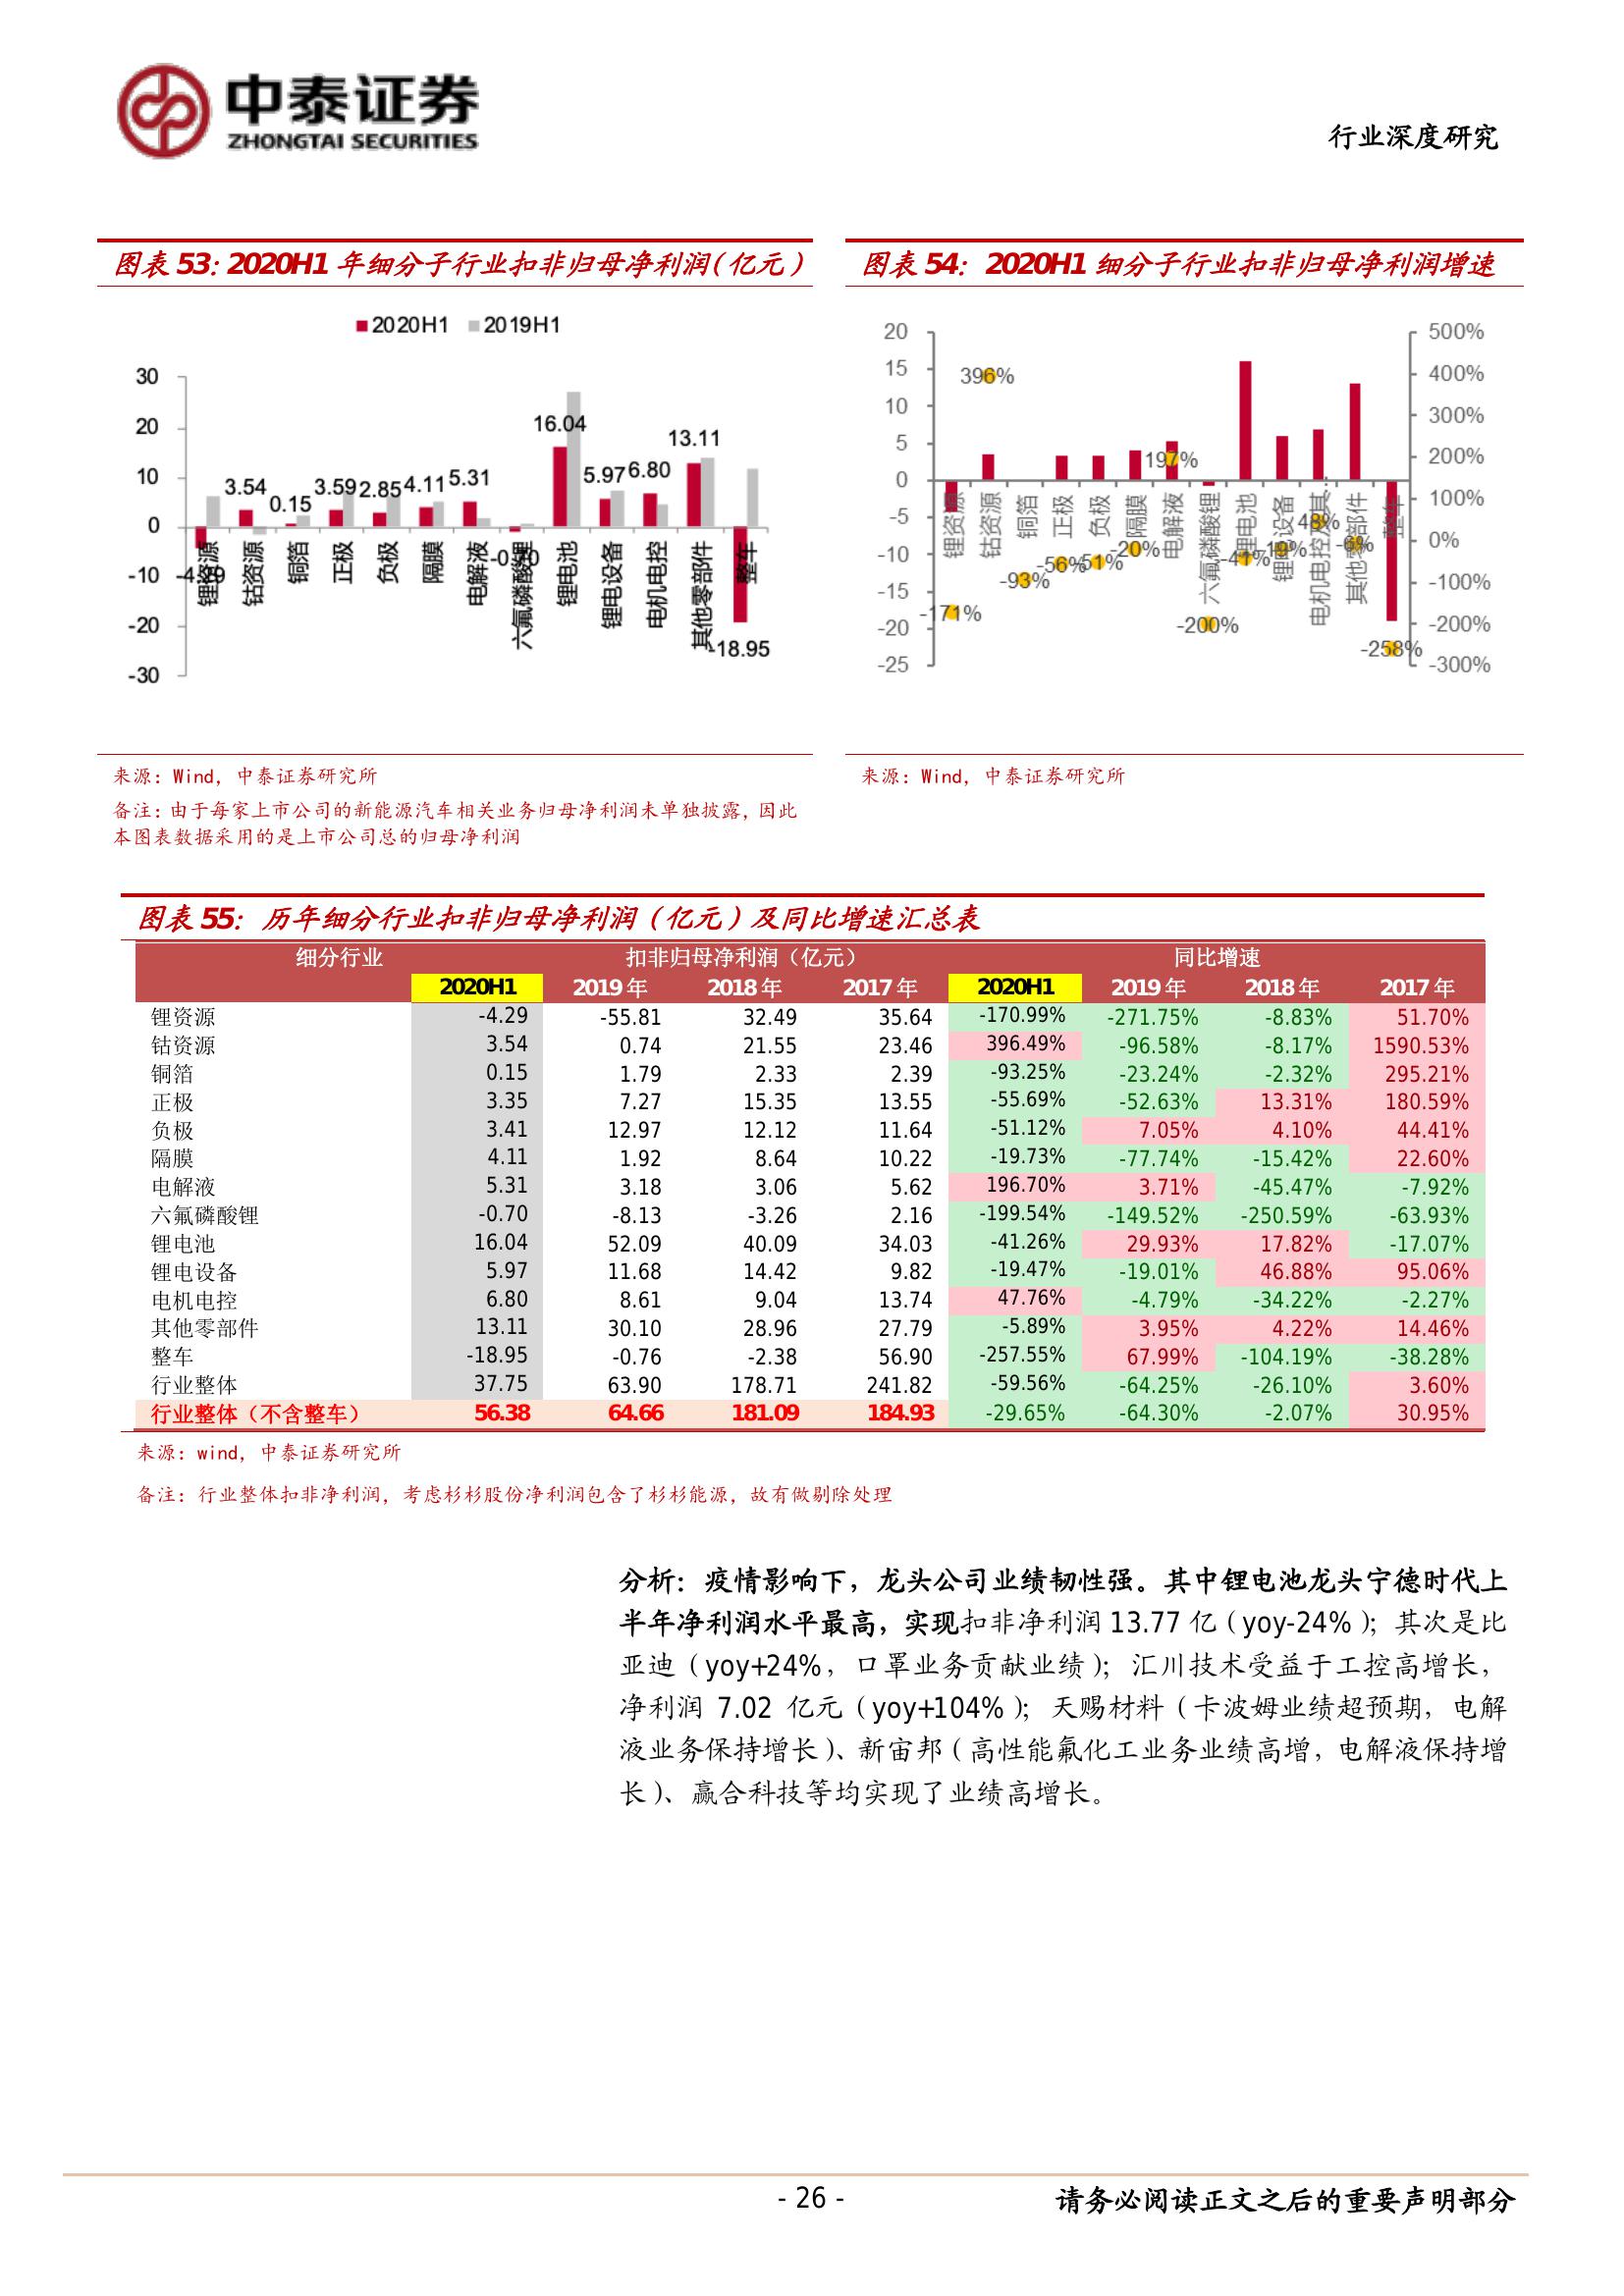 中泰证券
ZHONGTAI SECURITIES
行业深度研究
图表 53：2020H1 年细分子行业扣非归母净利润（亿元）
2020H1 2019H1
30
20
10
0
-10
-20
-30
3.54
0.15
3.59
2.85
4.11
5.31
16.04
5.97
6.80
13.11
-18.95
锂资源
钴资源
铜箔
正极
负极
隔膜
电解液
六氟磷酸锂
锂电池
锂电设备
电机电控
其他零部件
整车
来源：Wind，中泰证券研究所
备注：由于每家上市公司的新能源汽车相关业务归母净利润未单独披露，因此
本图表数据采用的是上市公司总的归母净利润
图表 54： 2020H1 细分子行业扣非归母净利润增速
20
15
10
5
0
-5
-10
-15
-20
-25
500%
400%
300%
200%
100%
0%
-100%
-200%
-300%
-171%
396%
-93%
-56%
-51%
-20%
197%
-200%
-41%
-19%
48%
-6%
-258%
锂资源
钴资源
铜箔
正极
负极
隔膜
电解液
六氟磷酸锂
锂电池
锂电设备
电机电控及其…
其他零部件
整车
来源：Wind，中泰证券研究所
图表 55： 历年细分行业扣非归母净利润（亿元）及同比增速汇总表
细分行业 扣非归母净利润（亿元） 同比增速
2020H1 2019 年 2018 年 2017 年 2020H1 2019 年 2018 年 2017 年
锂资源 -4.29 -55.81 32.49 35.64 -170.99% -271.75% -8.83% 51.70%
钴资源 3.54 0.74 21.55 23.46 396.49% -96.58% -8.17% 1590.53%
铜箔 0.15 1.79 2.33 2.39 -93.25% -23.24% -2.32% 295.21%
正极 3.35 7.27 15.35 13.55 -55.69% -52.63% 13.31% 180.59%
负极 3.41 12.97 12.12 11.64 -51.12% 7.05% 4.10% 44.41%
隔膜 4.11 1.92 8.64 10.22 -19.73% -77.74% -15.42% 22.60%
电解液 5.31 3.18 3.06 5.62 196.70% 3.71% -45.47% -7.92%
六氟磷酸锂 -0.70 -8.13 -3.26 2.16 -199.54% -149.52% -250.59% -63.93%
锂电池 16.04 52.09 40.09 34.03 -41.26% 29.93% 17.82% -17.07%
锂电设备 5.97 11.68 14.42 9.82 -19.47% -19.01% 46.88% 95.06%
电机电控 6.80 8.61 9.04 13.74 47.76% -4.79% -34.22% -2.27%
其他零部件 13.11 30.10 28.96 27.79 -5.89% 3.95% 4.22% 14.46%
整车 -18.95 -0.76 -2.38 56.90 -257.55% 67.99% -104.19% -38.28%
行业整体 37.75 63.90 178.71 241.82 -59.56% -64.25% -26.10% 3.60%
行业整体（不含整车） 56.38 64.66 181.09 184.93 -29.65% -64.30% -2.07% 30.95%
来源：wind，中泰证券研究所
备注：行业整体扣非净利润，考虑杉杉股份净利润包含了杉杉能源，故有做剔除处理
分析：疫情影响下，龙头公司业绩韧性强。其中锂电池龙头宁德时代上
半年净利润水平最高，实现扣非净利润 13.77 亿（yoy-24%）；其次是比
亚迪（yoy+24%，口罩业务贡献业绩）；汇川技术受益于工控高增长，
净利润 7.02 亿元（yoy+104%）；天赐材料（卡波姆业绩超预期，电解
液业务保持增长）、新宙邦（高性能氟化工业务业绩高增，电解液保持增
长）、赢合科技等均实现了业绩高增长。
- 26 -
请务必阅读正文之后的重要声明部分